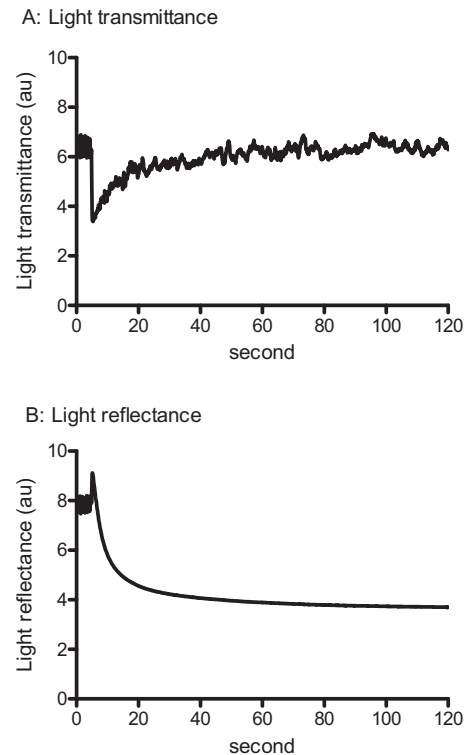 A: Light transmittance
Light transmittance (au)
10
8
6
4
2
0
0 20 40 60 80 100 120
second
B: Light reflectance
Light reflectance (au)
10
8
6
4
2
0
0 20 40 60 80 100 120
second